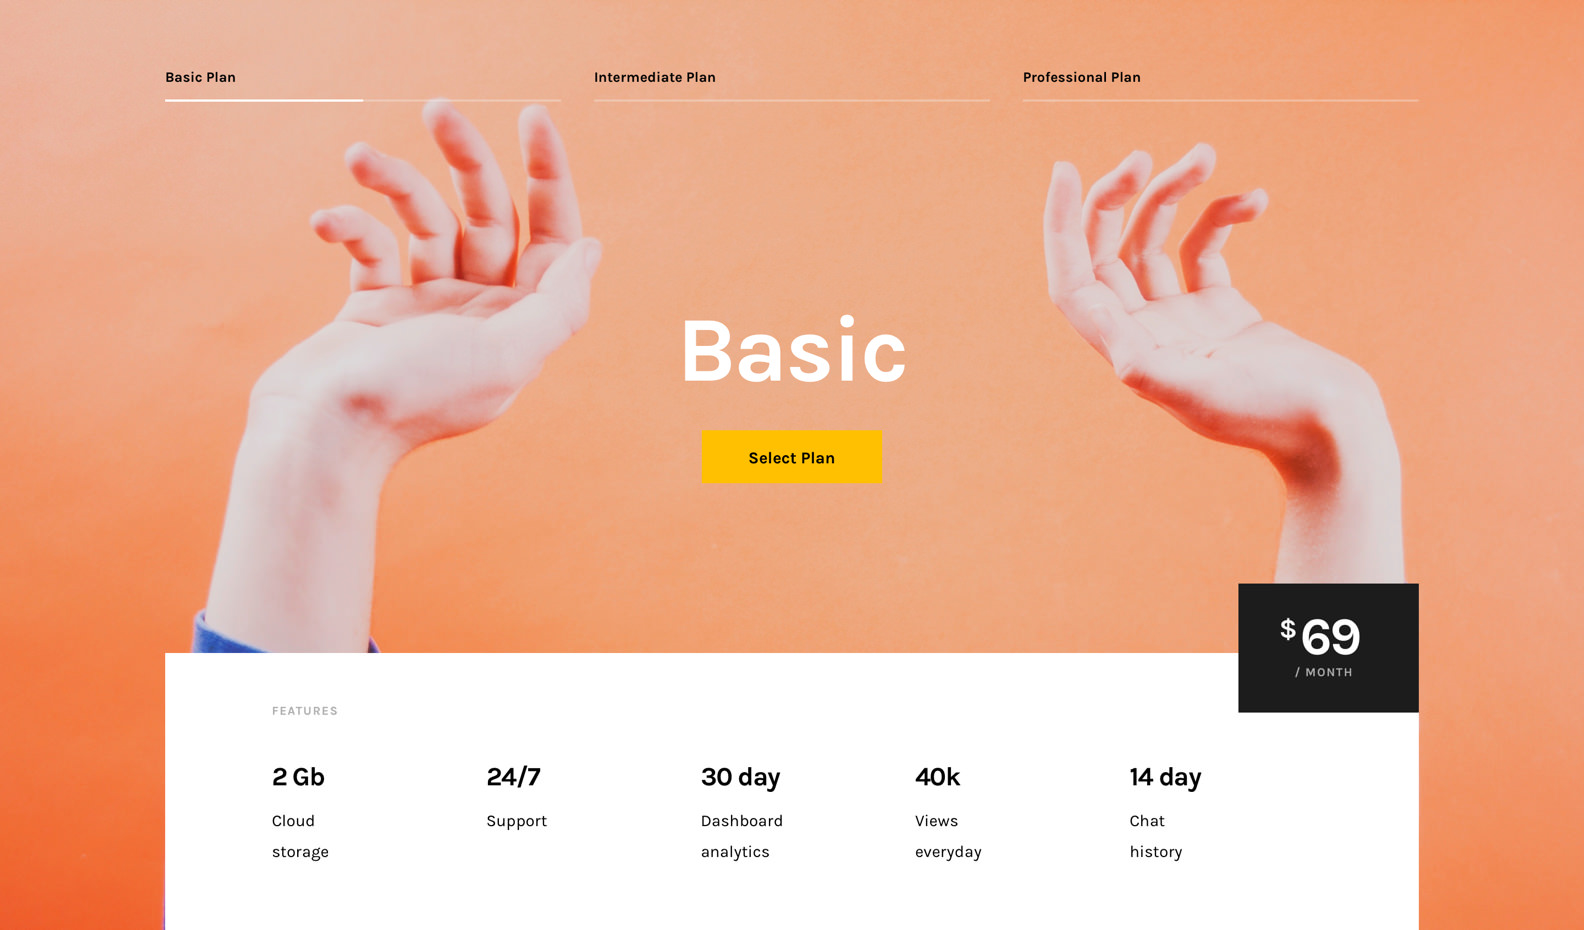 Basic Plan
Intermediate Plan
Professional Plan
Basic
Select Plan
$69
/ MONTH
FEATURES
2 Gb
Cloud
storage
24/7
Support
30 day
Dashboard
analytics
40k
Views
everyday
14 day
Chat
history